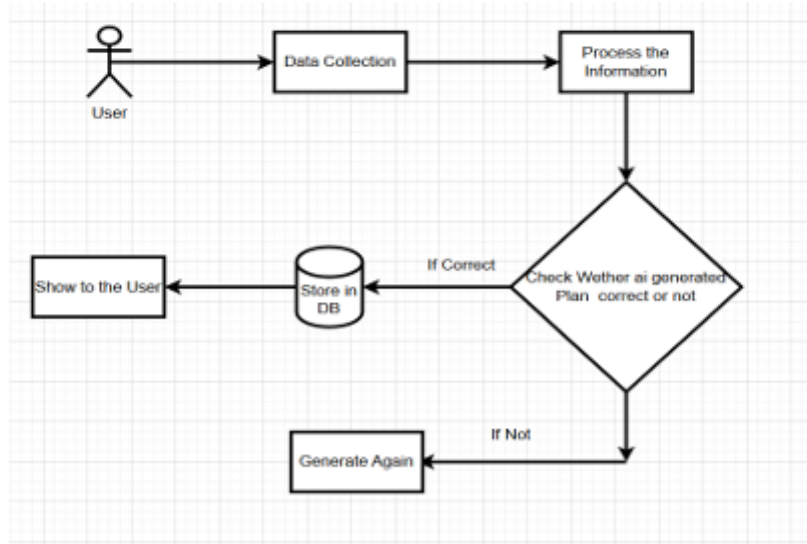 User
Data Collection
Process the
Information
Check Wether ai generated
Plan correct or not
If Correct
Store in
DB
Show to the User
If Not
Generate Again